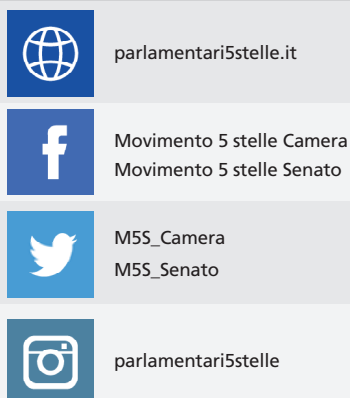 parlamentari5stelle.it
Movimento 5 stelle Camera
Movimento 5 stelle Senato
M5S_Camera
M5S_Senato
parlamentari5stelle